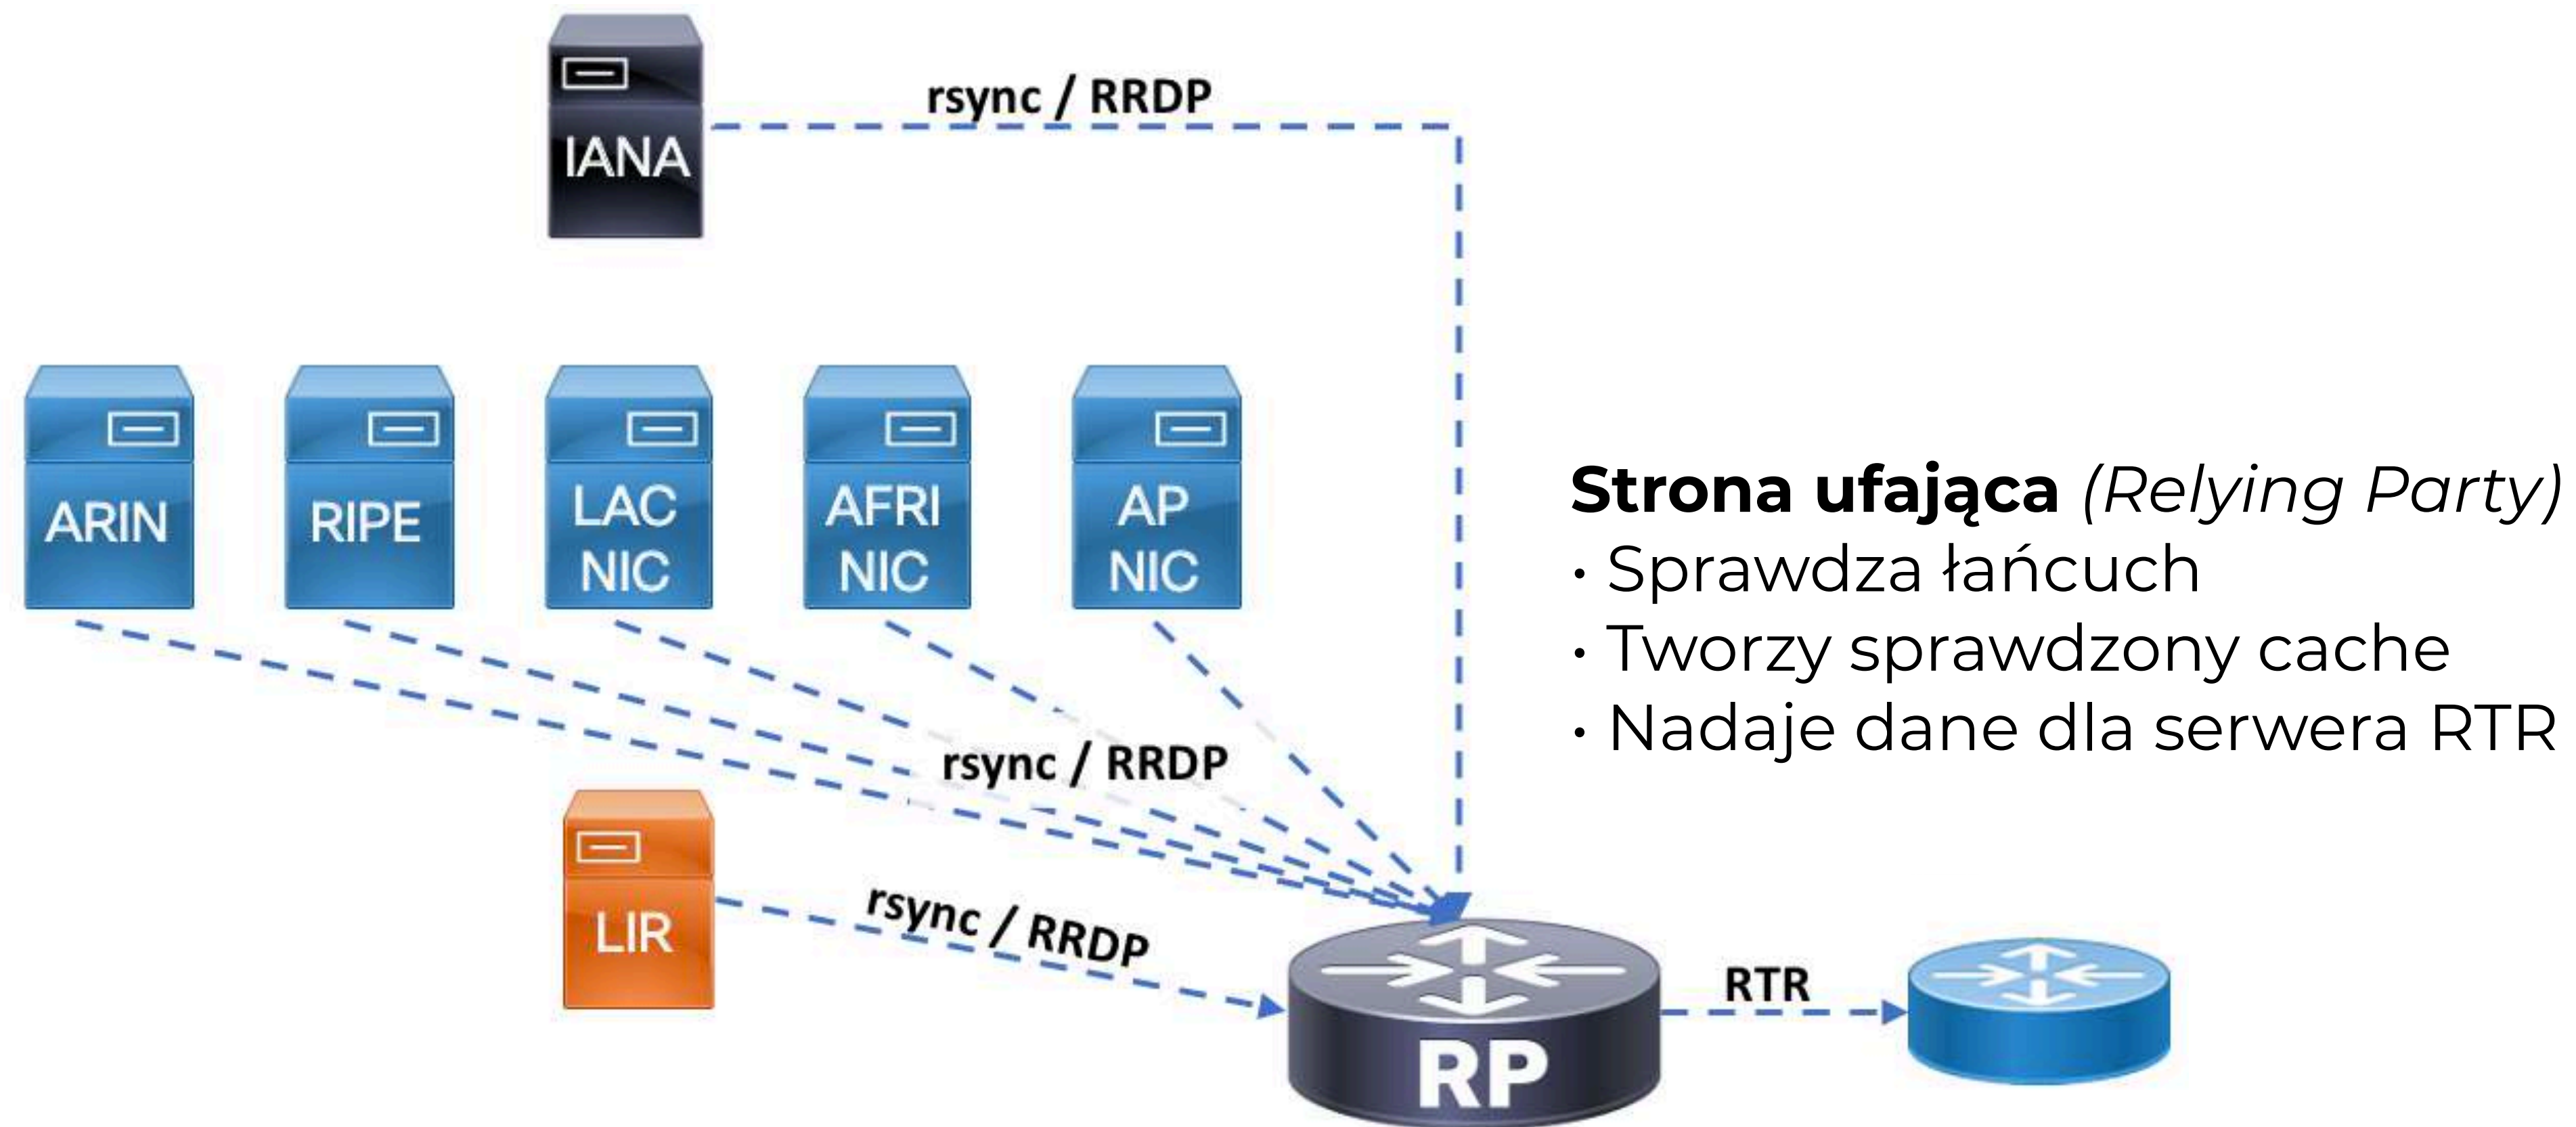 rsync / RRDP
IANA
ARIN
RIPE
LAC
NIC
AFRI
NIC
AP
NIC
Strona ufająca (Relying Party)
• Sprawdza łańcuch
• Tworzy sprawdzony cache
• Nadaje dane dla serwera RTR
rsync / RRDP
LIR
rsync / RRDP
RTR
RP